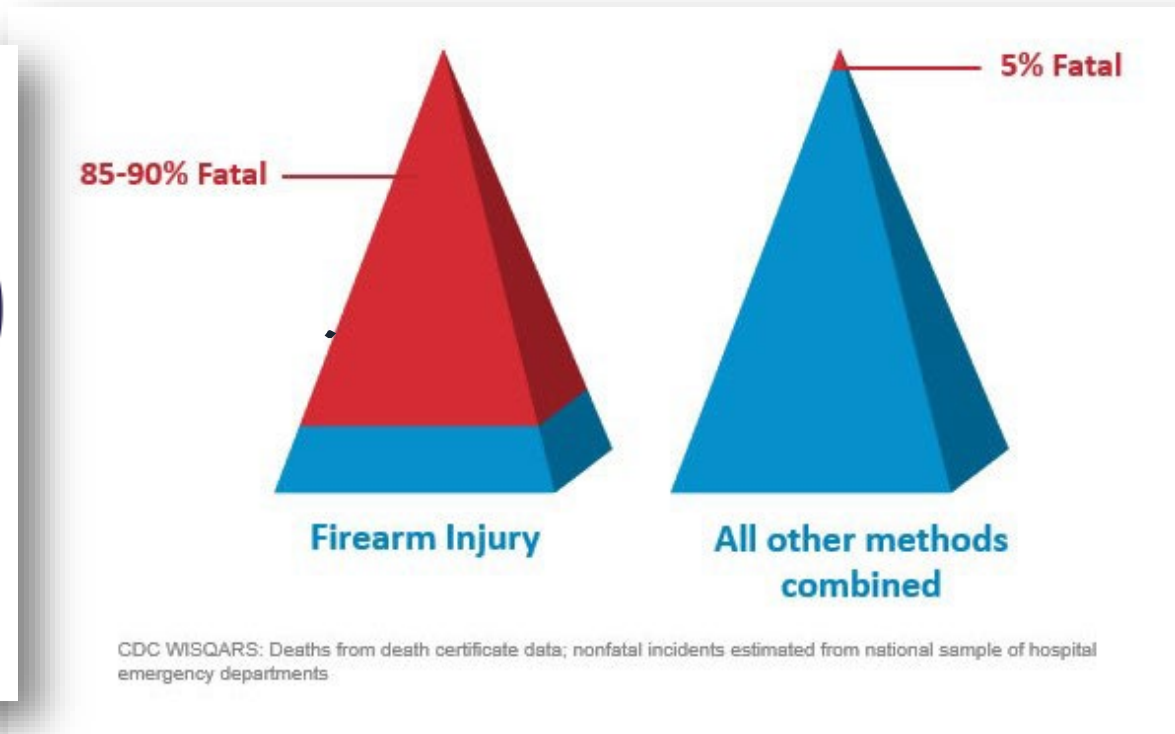 5% Fatal
85-90% Fatal
Firearm Injury
All other methods
combined
CDC WISQARS: Deaths from death certificate data; nonfatal incidents estimated from national sample of hospital
emergency departments